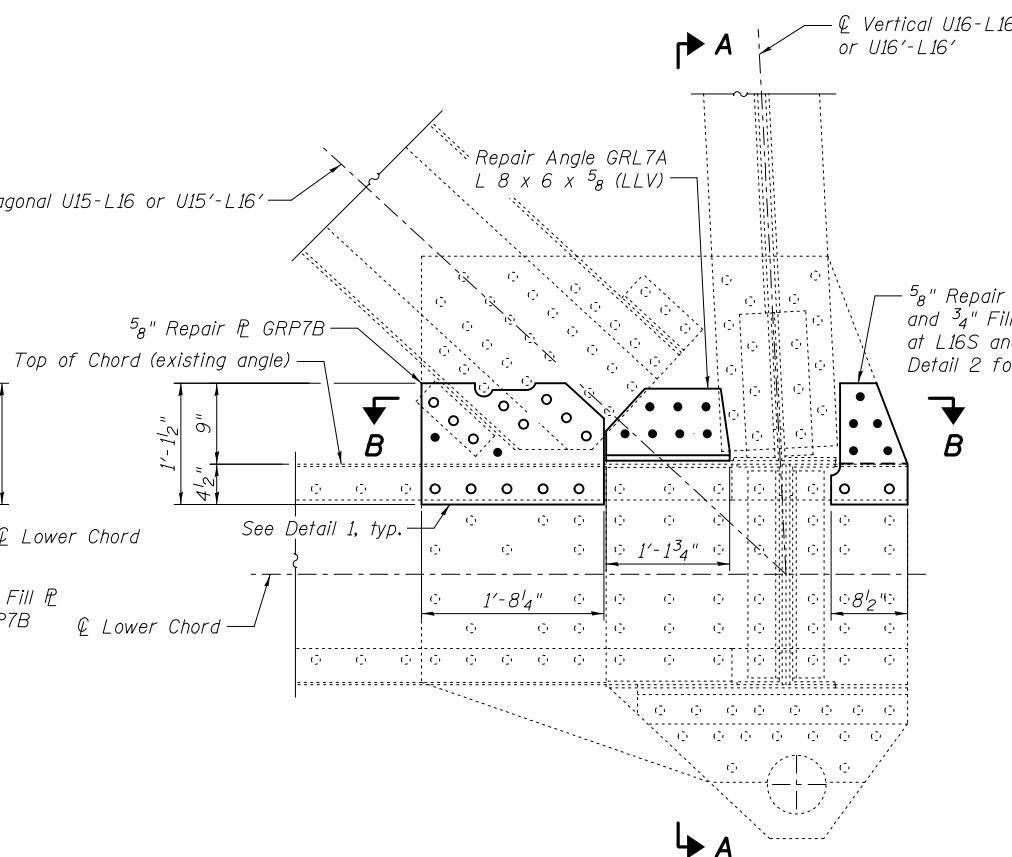 ℄ Vertical U16-L16
or U16'-L16'
A
Repair Angle GRL7A
L 8 x 6 x 5/8 (LLV)
agonal U15-L16 or U15'-L16'
5/8" Repair ℄ GRP7B
Top of Chord (existing angle)
5/8" Repair
and 3/4" Fill
at L16S and
Detail 2 fo
1'-1 1/2"
9"
4 1/2"
B
B
See Detail 1, typ.
℄ Lower Chord
1'-1 3/4"
1'-8 1/4"
8 1/2"
Fill ℄
P7B
℄ Lower Chord
A